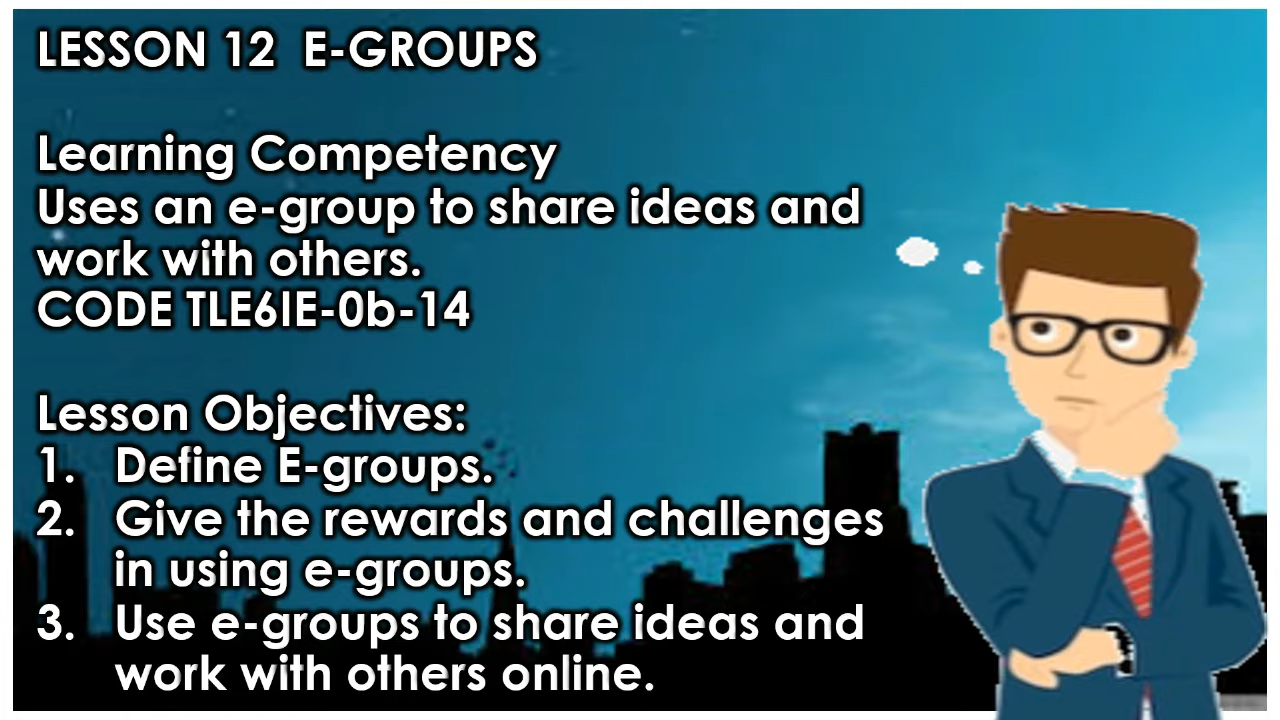 LESSON 12 E-GROUPS
Learning Competency
Uses an e-group to share ideas and
work with others.
CODE TLE6IE-0b-14
Lesson Objectives:
1. Define E-groups.
2. Give the rewards and challenges
in using e-groups.
3. Use e-groups to share ideas and
work with others online.